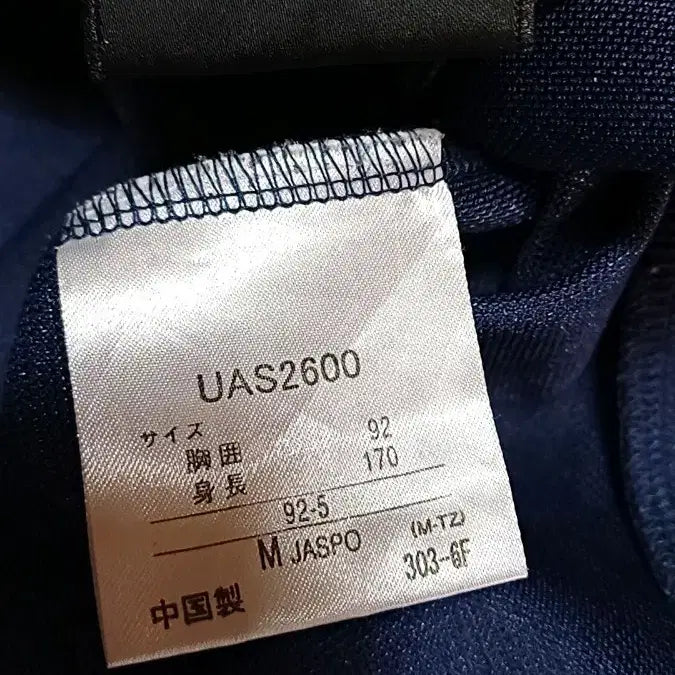 UAS2600
サイズ
胸囲 92
身長 170
92-5
M JASPO (M-TZ)
中国製 303-6F